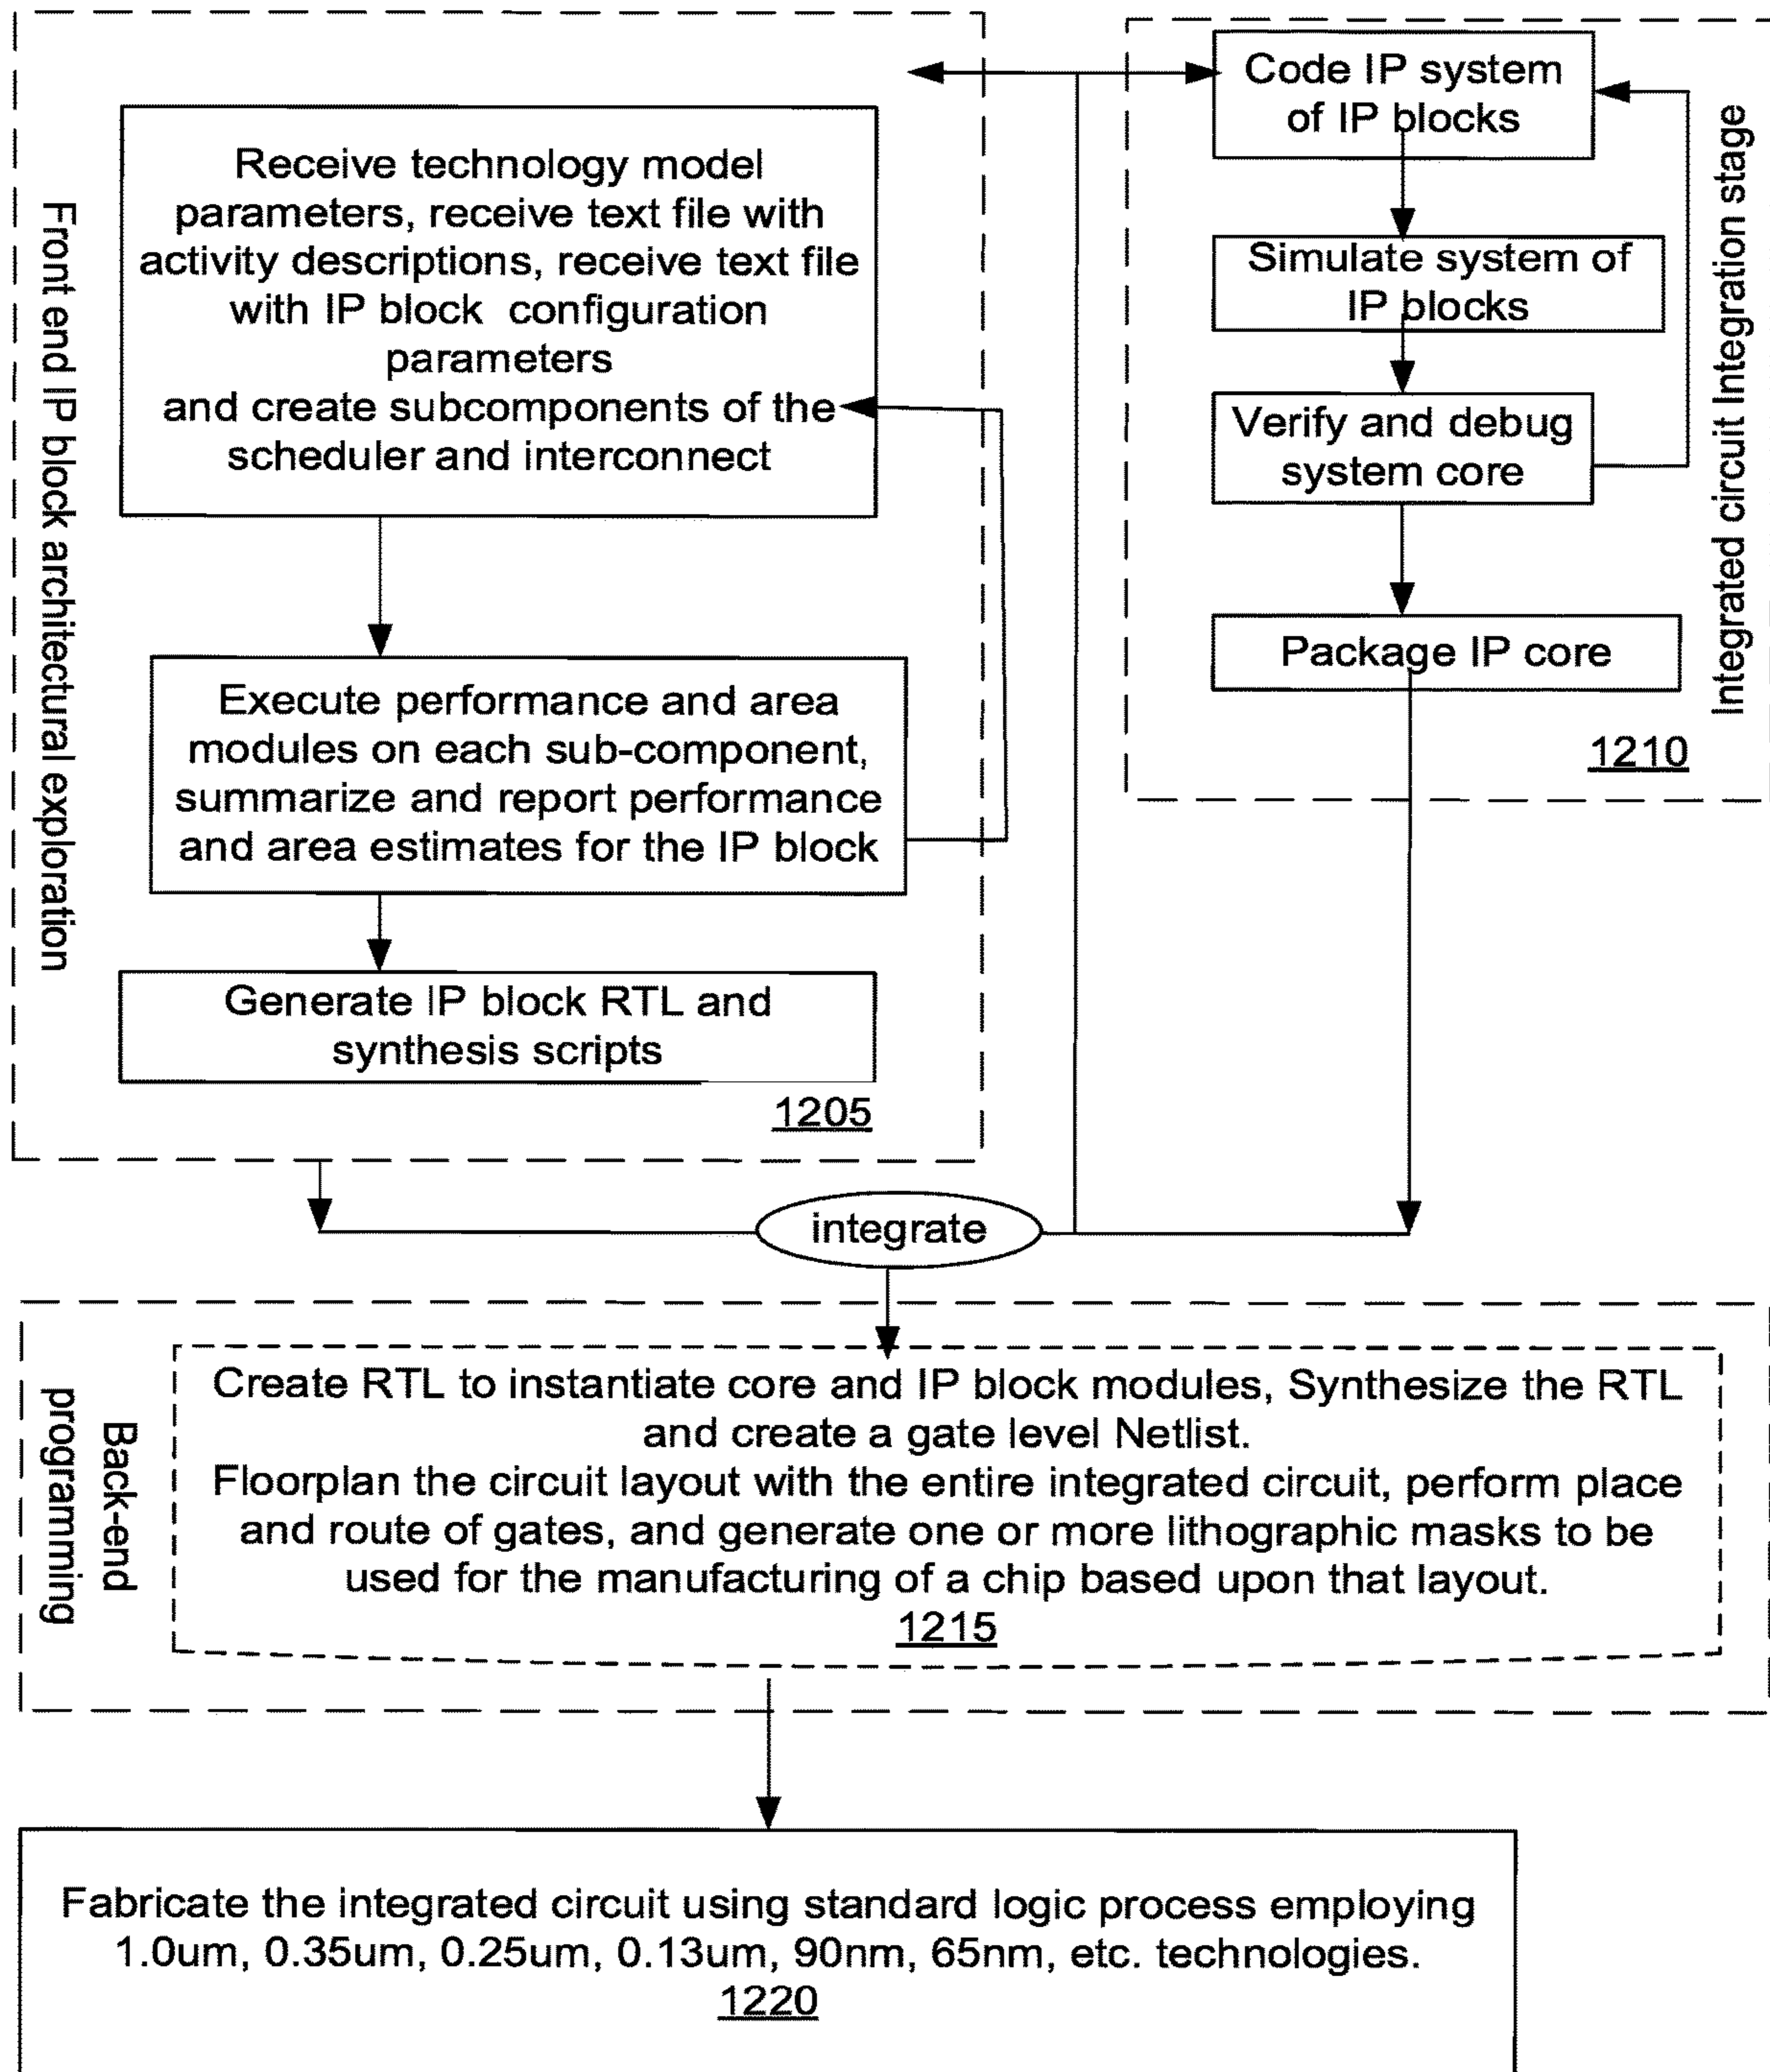 Front end IP block architectural exploration
Receive technology model
parameters, receive text file with
activity descriptions, receive text file
with IP block configuration
parameters
and create subcomponents of the
scheduler and interconnect
Execute performance and area
modules on each sub-component,
summarize and report performance
and area estimates for the IP block
Generate IP block RTL and
synthesis scripts
1205
Code IP system
of IP blocks
Simulate system of
IP blocks
Verify and debug
system core
Package IP core
1210
Integrated circuit Integration stage
integrate
Back-end
programming
Create RTL to instantiate core and IP block modules, Synthesize the RTL
and create a gate level Netlist.
Floorplan the circuit layout with the entire integrated circuit, perform place
and route of gates, and generate one or more lithographic masks to be
used for the manufacturing of a chip based upon that layout.
1215
Fabricate the integrated circuit using standard logic process employing
1.0um, 0.35um, 0.25um, 0.13um, 90nm, 65nm, etc. technologies.
1220